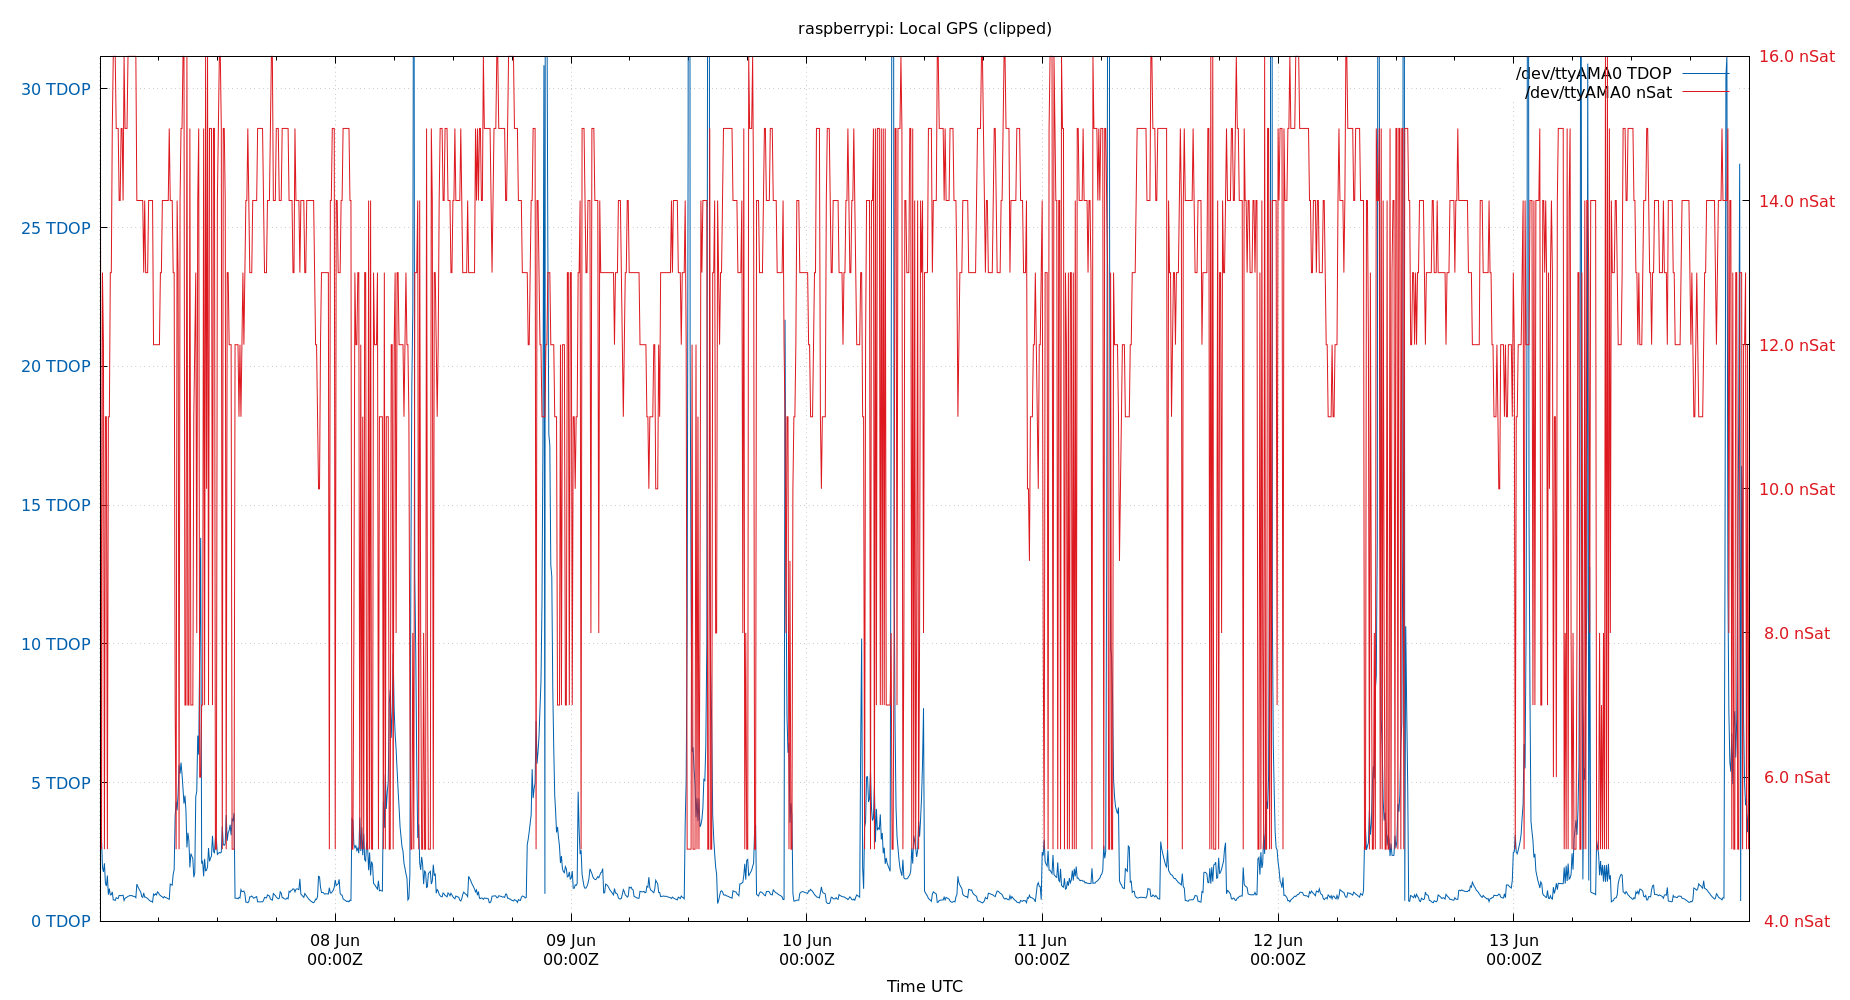 raspberrypi: Local GPS (clipped)
/dev/ttyAMA0 TDOP
/dev/ttyAMA0 nSat
30 TDOP
25 TDOP
20 TDOP
15 TDOP
10 TDOP
5 TDOP
0 TDOP
16.0 nSat
14.0 nSat
12.0 nSat
10.0 nSat
8.0 nSat
6.0 nSat
4.0 nSat
08 Jun
00:00Z
09 Jun
00:00Z
10 Jun
00:00Z
11 Jun
00:00Z
12 Jun
00:00Z
13 Jun
00:00Z
Time UTC